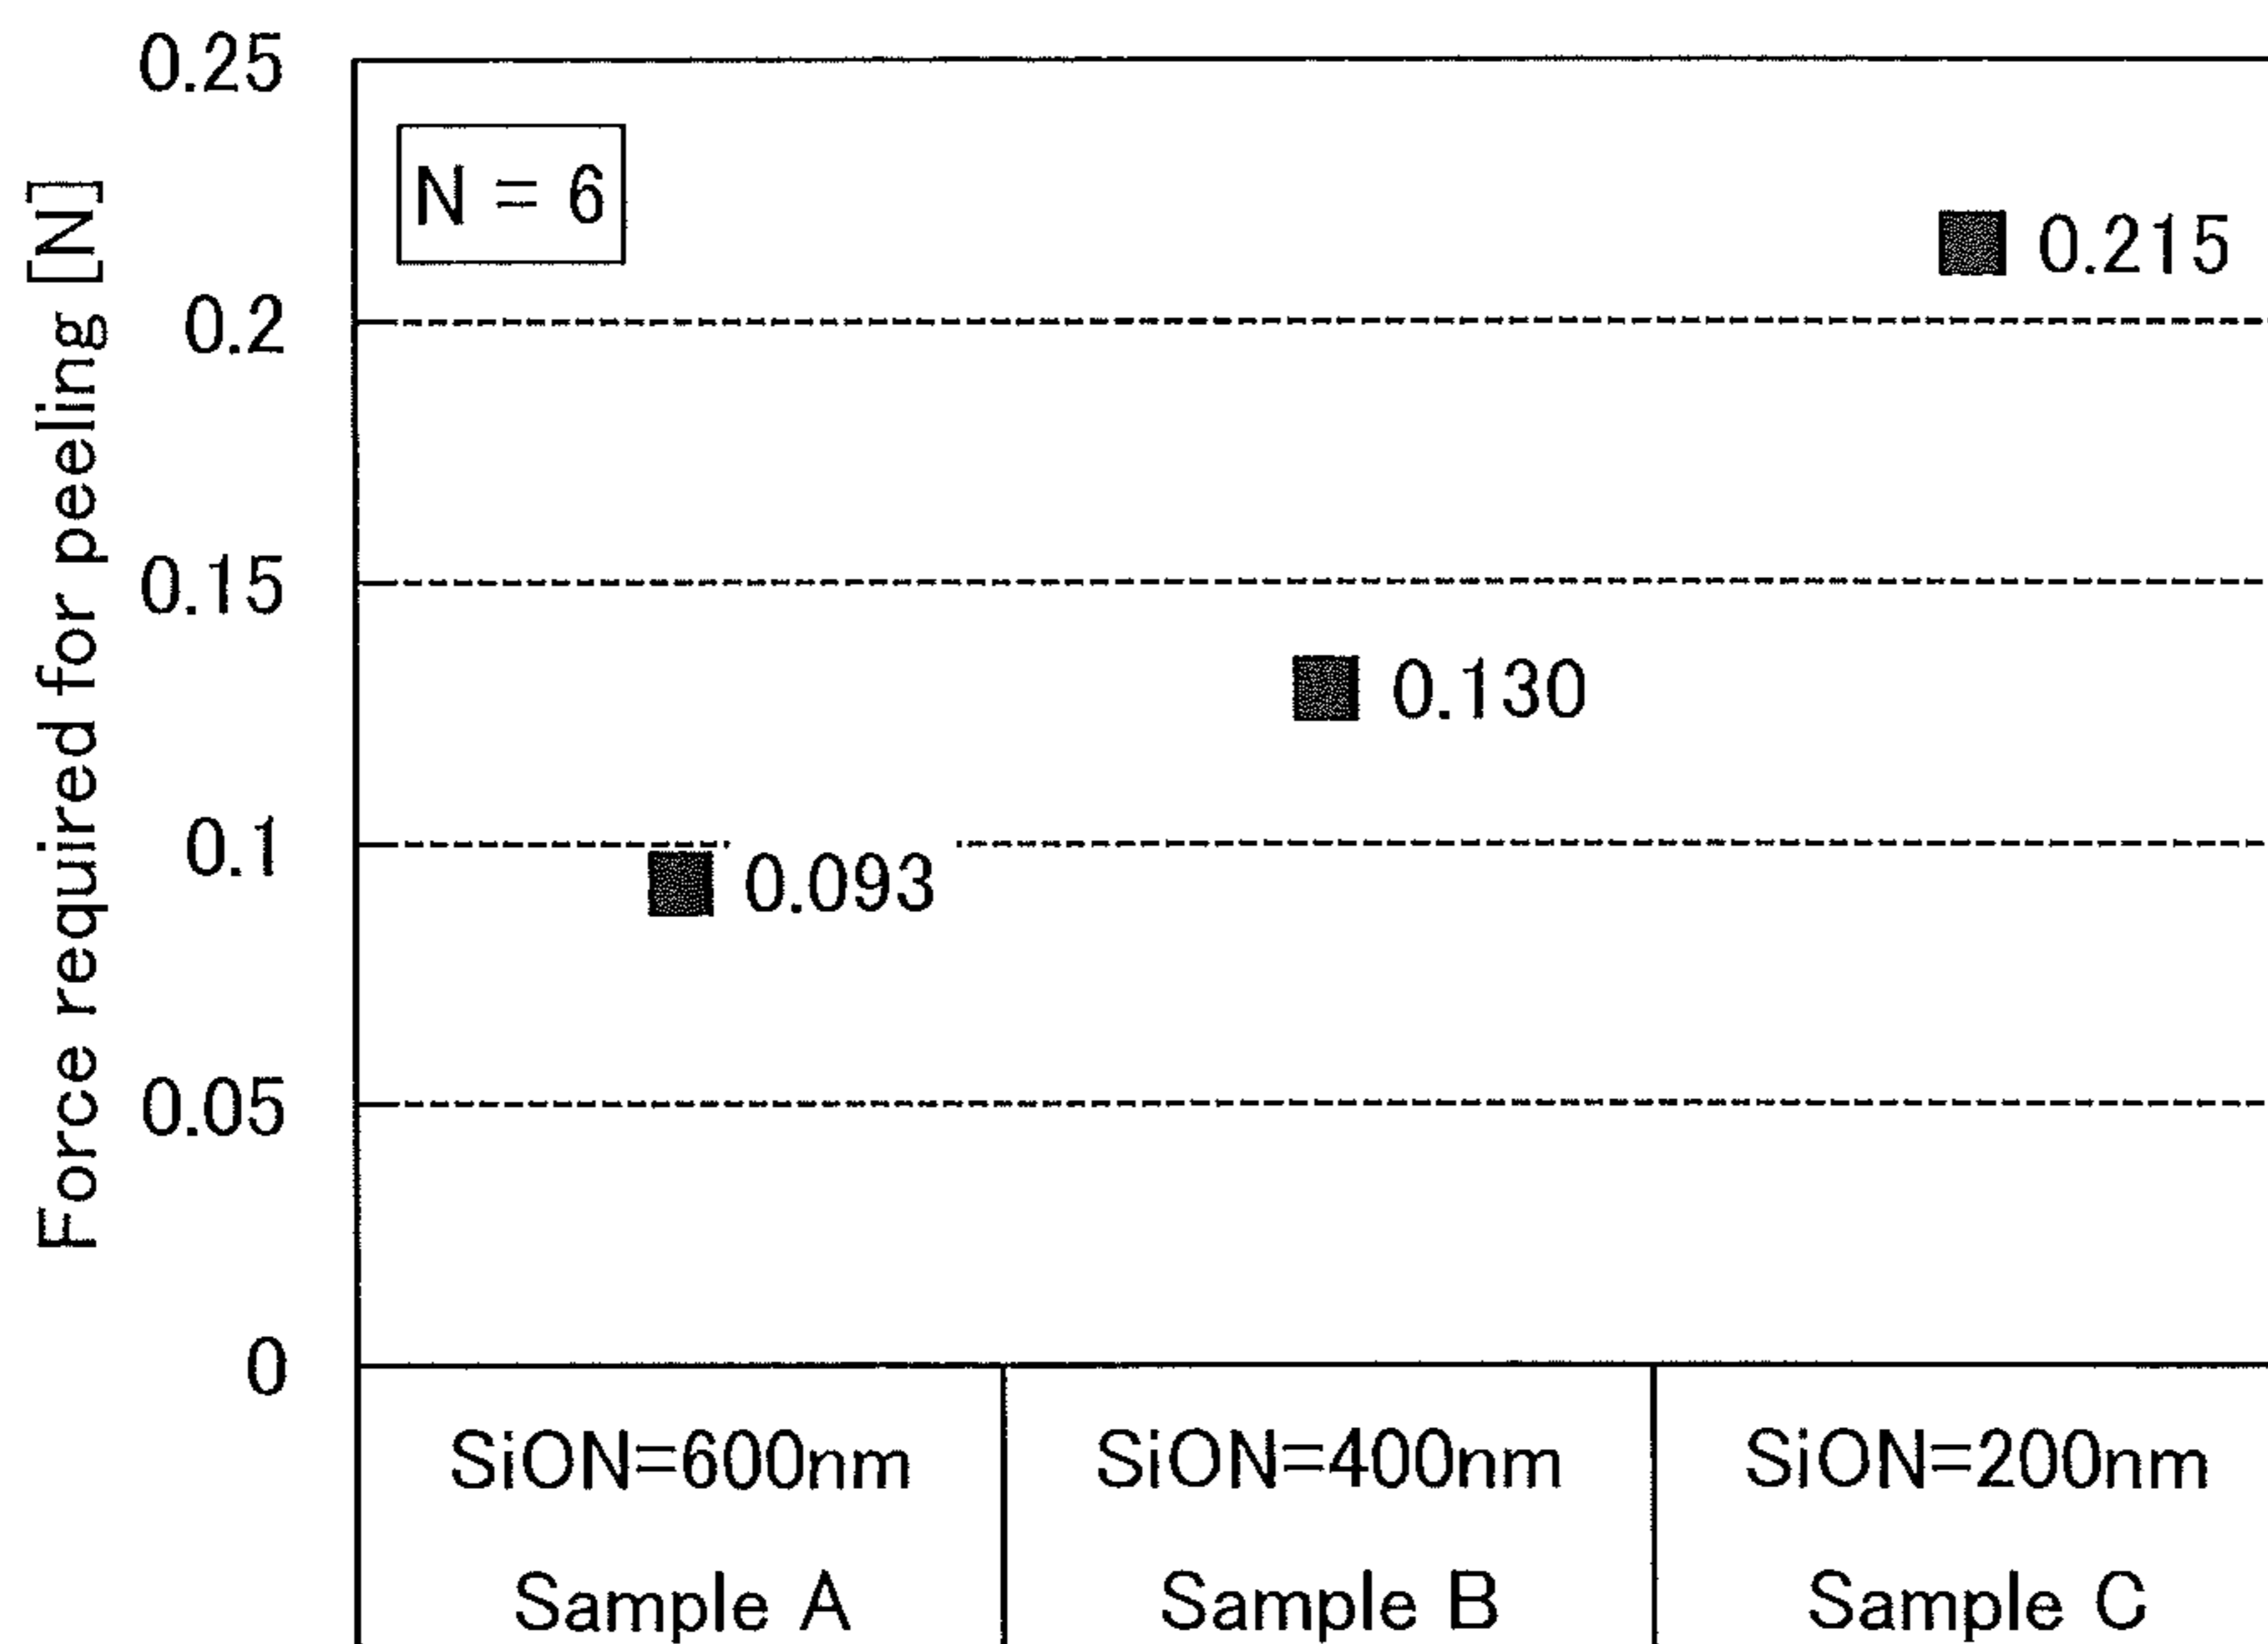 Force required for peeling [N]
0.25
0.2
0.15
0.1
0.05
0
N = 6
0.215
0.130
0.093
SiON=600nm
Sample A
SiON=400nm
Sample B
SiON=200nm
Sample C